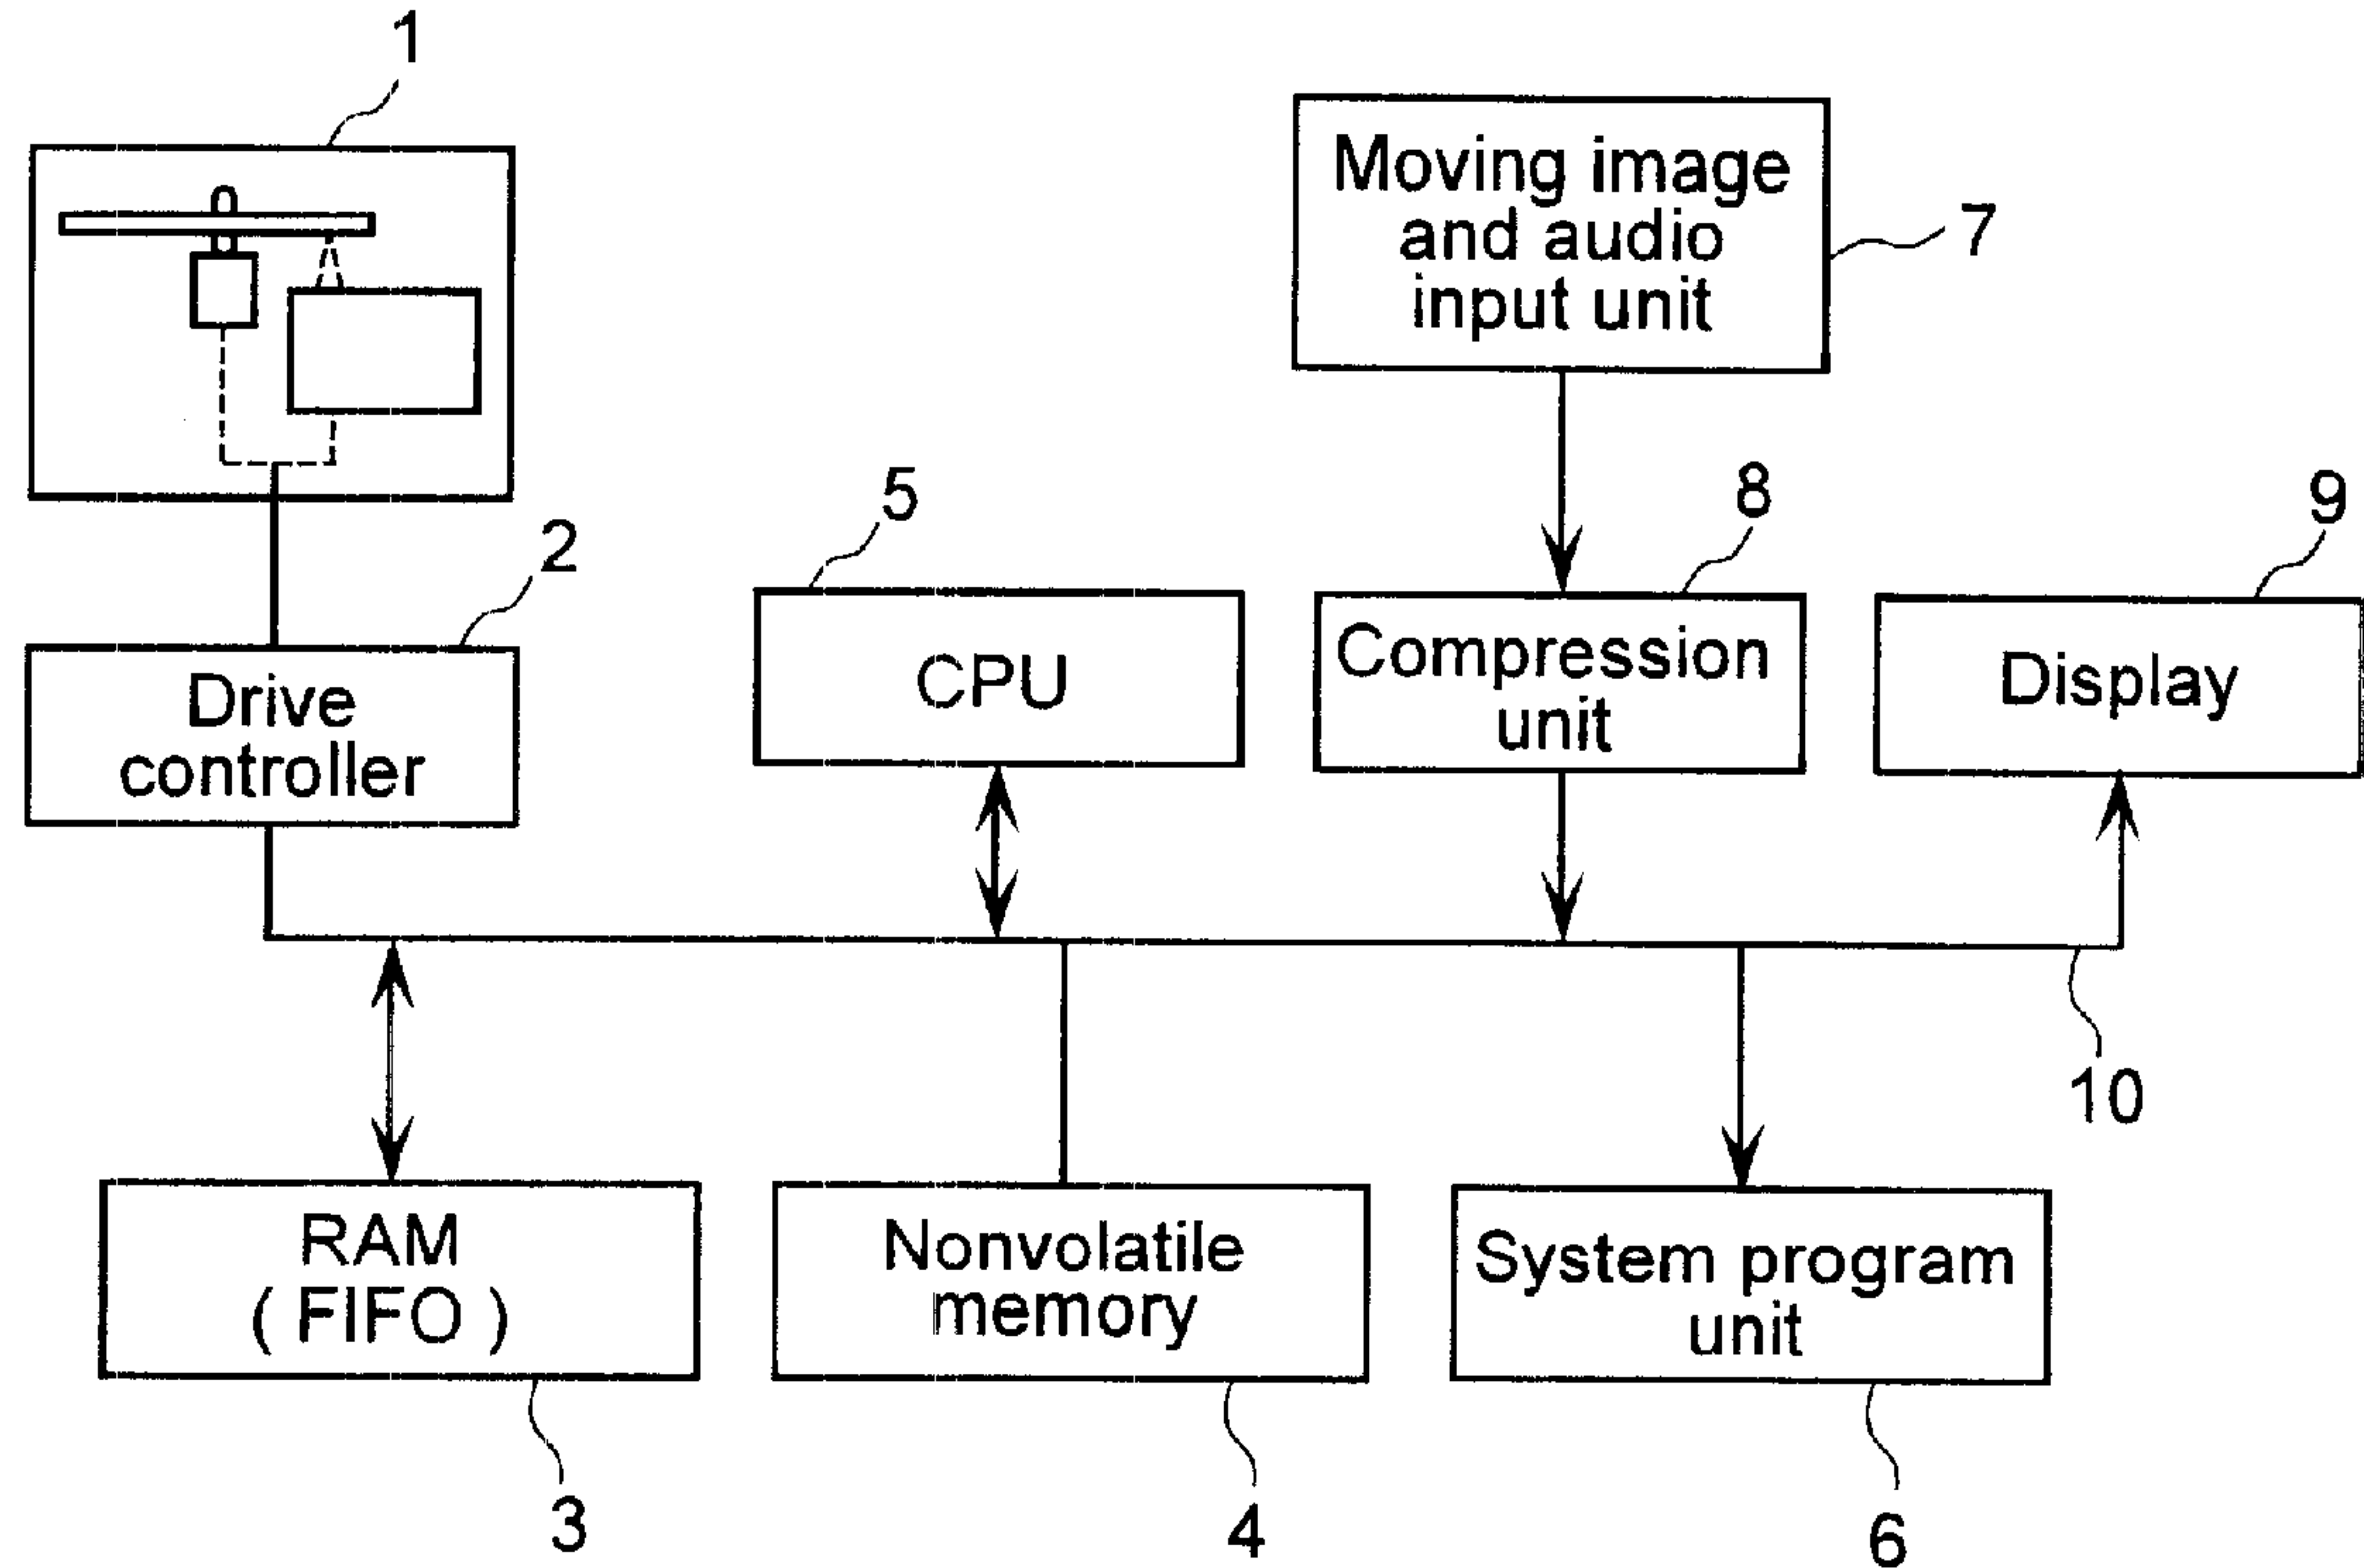 1
Moving image
and audio
input unit
7
2
Drive
controller
5
CPU
8
Compression
unit
9
Display
10
RAM
( FIFO )
3
Nonvolatile
memory
4
System program
unit
6